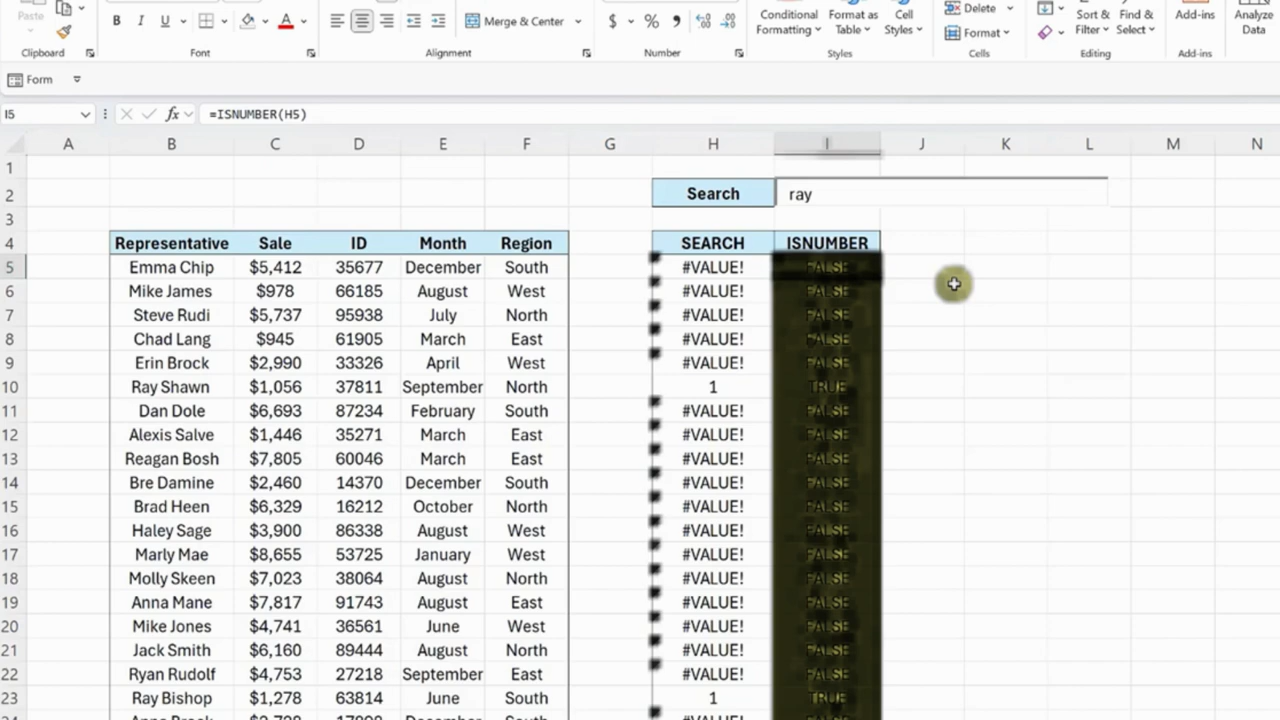 Paste
B I U A $ % 9
Merge & Center
Conditional Formatting
Format as Table
Cell Styles
Delete
Format
Sort & Filter
Find & Select
Add-ins
Analyze Data
Clipboard Font Alignment Number Styles Cells Editing Add-ins
Form
I5 fx =ISNUMBER(H5)
A B C D E F G H I J K L M N
1
2 Search ray
3
4 Representative Sale ID Month Region SEARCH ISNUMBER
5 Emma Chip $5,412 35677 December South #VALUE! FALSE
6 Mike James $978 66185 August West #VALUE! FALSE
7 Steve Rudi $5,737 95938 July North #VALUE! FALSE
8 Chad Lang $945 61905 March East #VALUE! FALSE
9 Erin Brock $2,990 33326 April West #VALUE! FALSE
10 Ray Shawn $1,056 37811 September North 1 TRUE
11 Dan Dole $6,693 87234 February South #VALUE! FALSE
12 Alexis Salve $1,446 35271 March East #VALUE! FALSE
13 Reagan Bosh $7,805 60046 March East #VALUE! FALSE
14 Bre Damine $2,460 14370 December South #VALUE! FALSE
15 Brad Heen $6,329 16212 October North #VALUE! FALSE
16 Haley Sage $3,900 86338 August West #VALUE! FALSE
17 Marly Mae $8,655 53725 January West #VALUE! FALSE
18 Molly Skeen $7,023 38064 August North #VALUE! FALSE
19 Anna Mane $7,817 91743 August East #VALUE! FALSE
20 Mike Jones $4,741 36561 June West #VALUE! FALSE
21 Jack Smith $6,160 89444 August North #VALUE! FALSE
22 Ryan Rudolf $4,753 27218 September East #VALUE! FALSE
23 Ray Bishop $1,278 63814 June South 1 TRUE